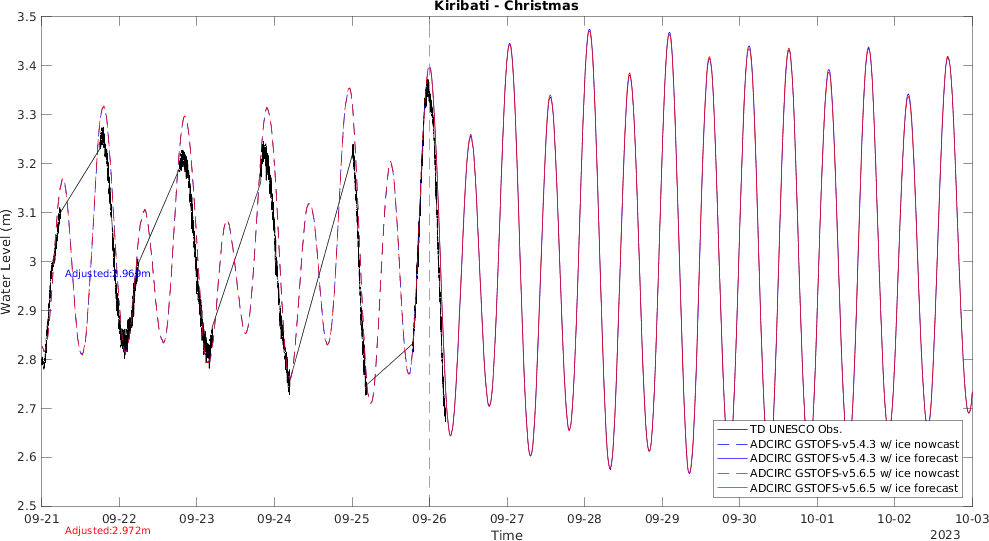 Kiribati - Christmas
3.5
3.4
3.3
3.2
3.1
3
2.9
2.8
2.7
2.6
2.5
Water Level (m)
Adjusted:2.969m
TD UNESCO Obs.
ADCIRC GSTOFS-v5.4.3 w/ ice nowcast
ADCIRC GSTOFS-v5.4.3 w/ ice forecast
ADCIRC GSTOFS-v5.6.5 w/ ice nowcast
ADCIRC GSTOFS-v5.6.5 w/ ice forecast
09-21 09-22 09-23 09-24 09-25 09-26 09-27 09-28 09-29 09-30 10-01 10-02 10-03
Adjusted:2.972m
Time
2023